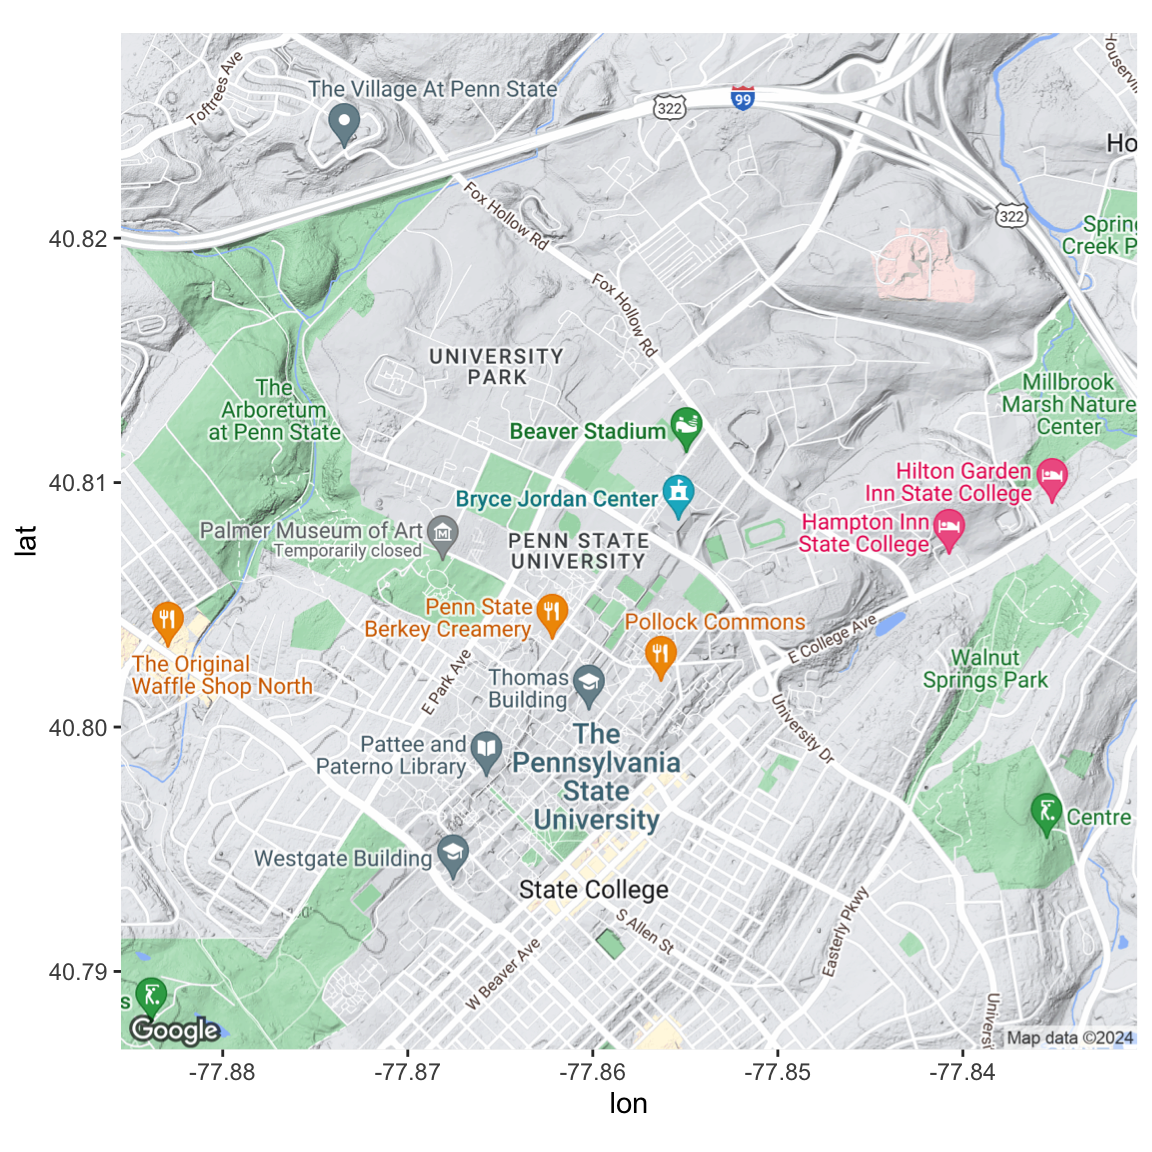 Toftrees Ave
The Village At Penn State
322
99
Houserv
Ho
322
Spring
Creek P
Fox Hollow Rd
Fox Hollow Rd
40.82
UNIVERSITY
PARK
The
Arboretum
at Penn State
Millbrook
Marsh Nature
Center
Beaver Stadium
40.81
Hilton Garden
Inn State College
Bryce Jordan Center
Hampton Inn
State College
Palmer Museum of Art
Temporarily closed
PENN STATE
UNIVERSITY
lat
Penn State
Berkey Creamery
Pollock Commons
E College Ave
The Original
Waffle Shop North
E Park Ave
Thomas
Building
Walnut
Springs Park
40.80
University Dr
The
Pennsylvania
State
University
Pattee and
Paterno Library
Centre
Westgate Building
State College
S Allen St
Easterly Pkwy
W Beaver Ave
40.79
s
Universi
Google
Map data ©2024
-77.88
-77.87
-77.86
-77.85
-77.84
lon